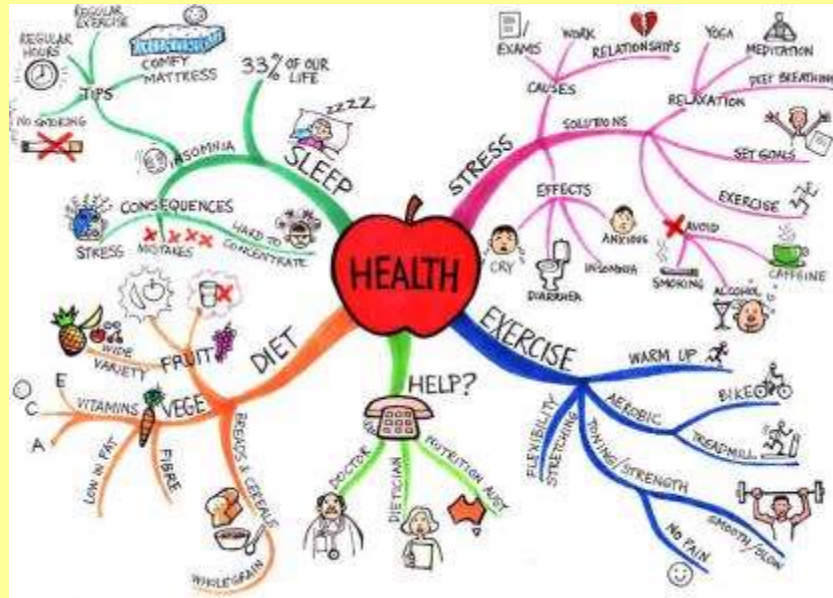 HEALTH
SLEEP
33% OF OUR
LIFE
ZZZZ
INSOMNIA
TIPS
REGULAR
HOURS
REGULAR EXERCISE
COMFY
MATTRESS
NO SMOKING
CONSEQUENCES
STRESS
MISTAKES
HARD TO
CONCENTRATE
STRESS
CAUSES
EXAMS
WORK
RELATIONSHIPS
SOLUTIONS
RELAXATION
YOGA
MEDITATION
DEEP BREATHING
SET GOALS
EXERCISE
AVOID
SMOKING
ALCOHOL
CAFFEINE
EFFECTS
CRY
DIARRHEA
INSOMNIA
ANXIOUS
EXERCISE
WARM UP
AEROBIC
BIKE
TREADMILL
TONING/STRENGTH
SMOOTH/SLOW
NO PAIN
FLEXIBILITY
STRETCHING
HELP?
DOCTOR
DIETICIAN
NUTRITION AUST
DIET
FRUIT
WIDE
VARIETY
VEGE
VITAMINS
E
C
A
LOW IN FAT
FIBRE
BREADS & CEREALS
WHOLEGRAIN